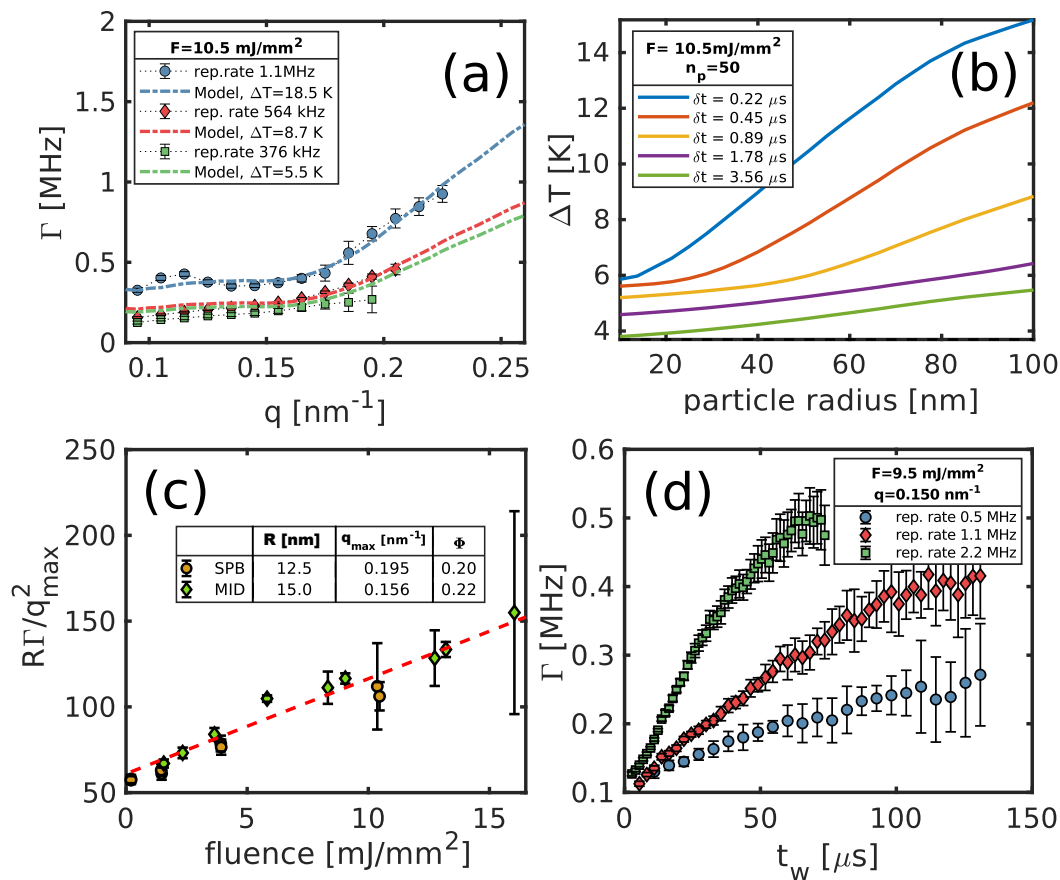 (a)
F=10.5 mJ/mm²
rep.rate 1.1MHz
Model, ΔT=18.5 K
rep. rate 564 kHz
Model, ΔT=8.7 K
rep.rate 376 kHz
Model, ΔT=5.5 K
2
1.5
1
0.5
0
Γ [MHz]
0.1 0.15 0.2 0.25
q [nm⁻¹]
(b)
F= 10.5mJ/mm²
nₚ=50
δt = 0.22 μs
δt = 0.45 μs
δt = 0.89 μs
δt = 1.78 μs
δt = 3.56 μs
14
12
10
8
6
4
ΔT [K]
20 40 60 80 100
particle radius [nm]
(c)
R [nm] q_max [nm⁻¹] Φ
SPB 12.5 0.195 0.20
MID 15.0 0.156 0.22
250
200
150
100
50
RΓ/q²_max
0 5 10 15
fluence [mJ/mm²]
(d)
F=9.5 mJ/mm²
q=0.150 nm⁻¹
rep. rate 0.5 MHz
rep. rate 1.1 MHz
rep. rate 2.2 MHz
0.6
0.5
0.4
0.3
0.2
0.1
Γ [MHz]
0 50 100 150
t_w [μs]